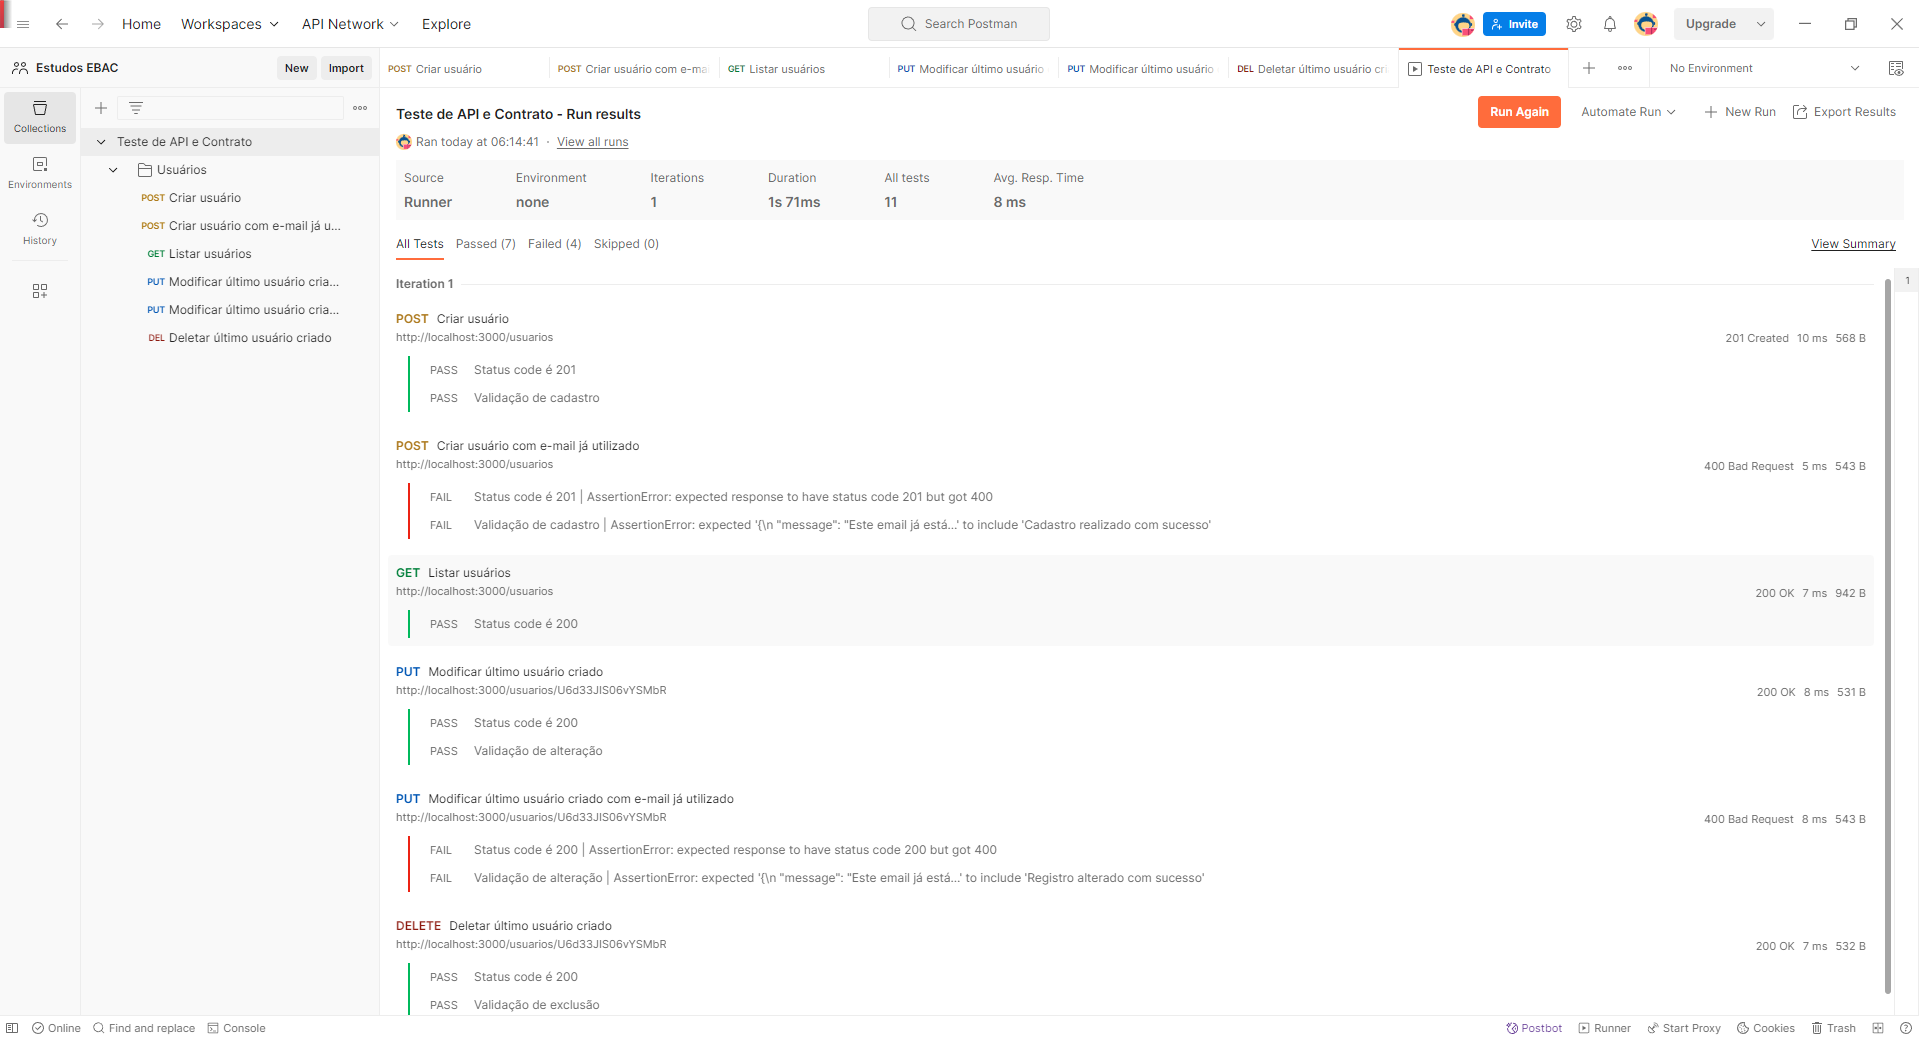 Home Workspaces API Network Explore Search Postman Invite Upgrade
Estudos EBAC New Import POST Criar usuário POST Criar usuário com e-ma GET Listar usuários PUT Modificar último usuário PUT Modificar último usuário DEL Deletar último usuário cri Teste de API e Contrato No Environment
Collections
Environments
History
Teste de API e Contrato
Usuários
POST Criar usuário
POST Criar usuário com e-mail já u...
GET Listar usuários
PUT Modificar último usuário cria...
PUT Modificar último usuário cria...
DEL Deletar último usuário criado
Teste de API e Contrato - Run results
Run Again Automate Run New Run Export Results
Ran today at 06:14:41 · View all runs
Source Environment Iterations Duration All tests Avg. Resp. Time
Runner none 1 1s 71ms 11 8 ms
All Tests Passed (7) Failed (4) Skipped (0) View Summary
Iteration 1
1
POST Criar usuário
http://localhost:3000/usuarios
201 Created 10 ms 568 B
PASS Status code é 201
PASS Validação de cadastro
POST Criar usuário com e-mail já utilizado
http://localhost:3000/usuarios
400 Bad Request 5 ms 543 B
FAIL Status code é 201 | AssertionError: expected response to have status code 201 but got 400
FAIL Validação de cadastro | AssertionError: expected '{\n "message": "Este email já está...' to include 'Cadastro realizado com sucesso'
GET Listar usuários
http://localhost:3000/usuarios
200 OK 7 ms 942 B
PASS Status code é 200
PUT Modificar último usuário criado
http://localhost:3000/usuarios/U6d33JIS06vYSMbR
200 OK 8 ms 531 B
PASS Status code é 200
PASS Validação de alteração
PUT Modificar último usuário criado com e-mail já utilizado
http://localhost:3000/usuarios/U6d33JIS06vYSMbR
400 Bad Request 8 ms 543 B
FAIL Status code é 200 | AssertionError: expected response to have status code 200 but got 400
FAIL Validação de alteração | AssertionError: expected '{\n "message": "Este email já está...' to include 'Registro alterado com sucesso'
DELETE Deletar último usuário criado
http://localhost:3000/usuarios/U6d33JIS06vYSMbR
200 OK 7 ms 532 B
PASS Status code é 200
PASS Validação de exclusão
Online Find and replace Console Postbot Runner Start Proxy Cookies Trash